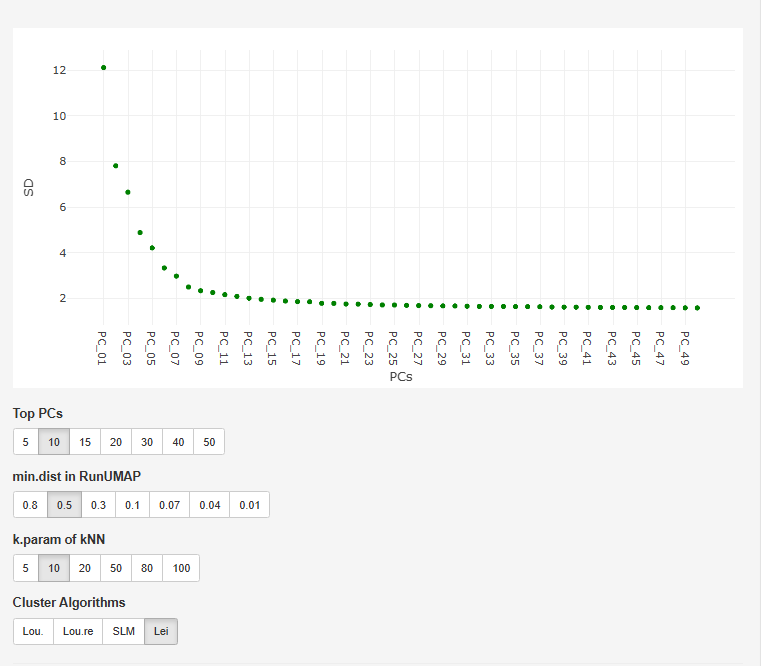 12
10
8
6
4
2
SD
PC_01 PC_03 PC_05 PC_07 PC_09 PC_11 PC_13 PC_15 PC_17 PC_19 PC_21 PC_23 PC_25 PC_27 PC_29 PC_31 PC_33 PC_35 PC_37 PC_39 PC_41 PC_43 PC_45 PC_47 PC_49
PCs
Top PCs
5 10 15 20 30 40 50
min.dist in RunUMAP
0.8 0.5 0.3 0.1 0.07 0.04 0.01
k.param of kNN
5 10 20 50 80 100
Cluster Algorithms
Lou. Lou.re SLM Lei